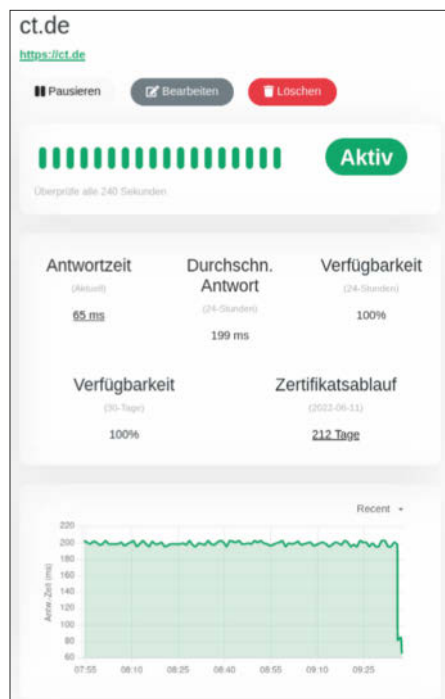 ct.de
https://ct.de
Pausieren Bearbeiten Löschen
Aktiv
Überprüfe alle 240 Sekunden
Antwortzeit
(Aktuell)
65 ms
Durchschn.
Antwort
(24-Stunden)
199 ms
Verfügbarkeit
(24-Stunden)
100%
Verfügbarkeit
(30-Tage)
100%
Zertifikatsablauf
(2022-06-11)
212 Tage
Recent
Antw.-Zeit (ms)
220
200
180
160
140
120
100
80
60
07:55 08:10 08:25 08:40 08:55 09:10 09:25